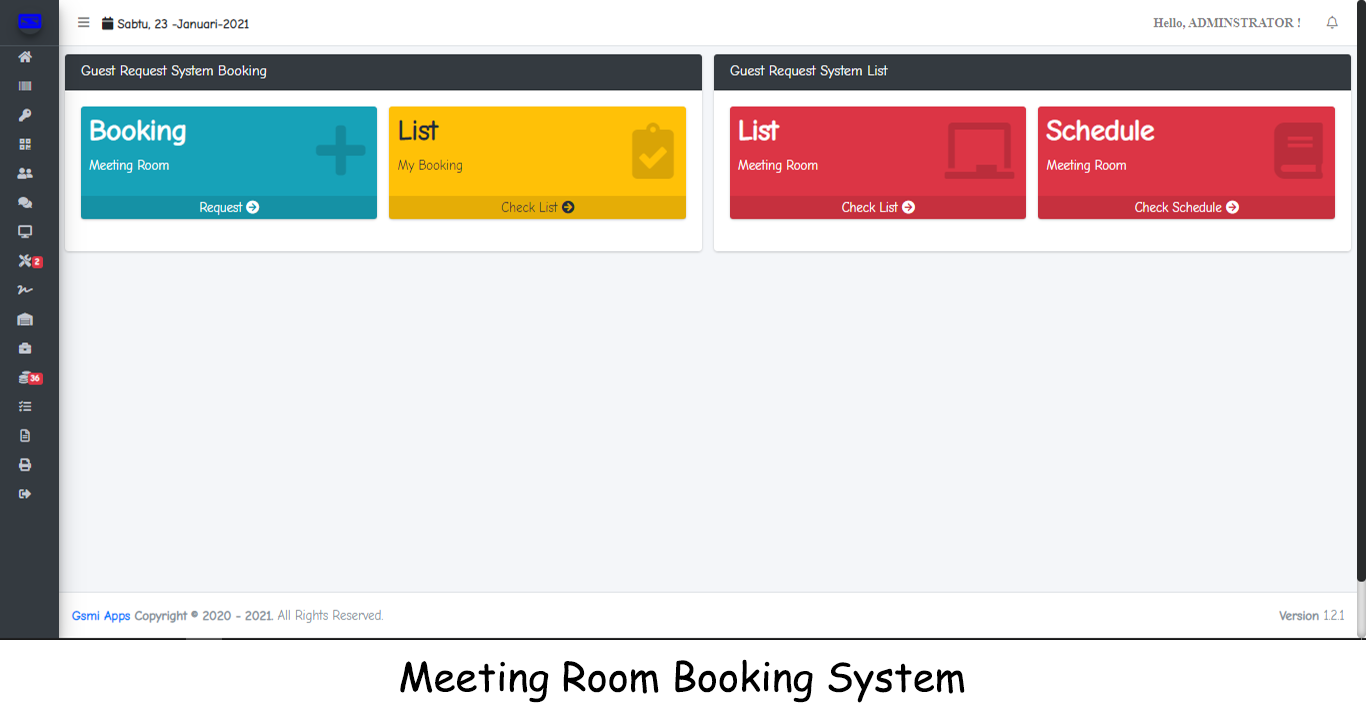 Sabtu, 23 -Januari-2021
Hello, ADMINSTRATOR !
Guest Request System Booking
Booking
Meeting Room
Request
List
My Booking
Check List
Guest Request System List
List
Meeting Room
Check List
Schedule
Meeting Room
Check Schedule
2
36
Gsmi Apps Copyright © 2020 - 2021. All Rights Reserved.
Version 1.2.1
Meeting Room Booking System